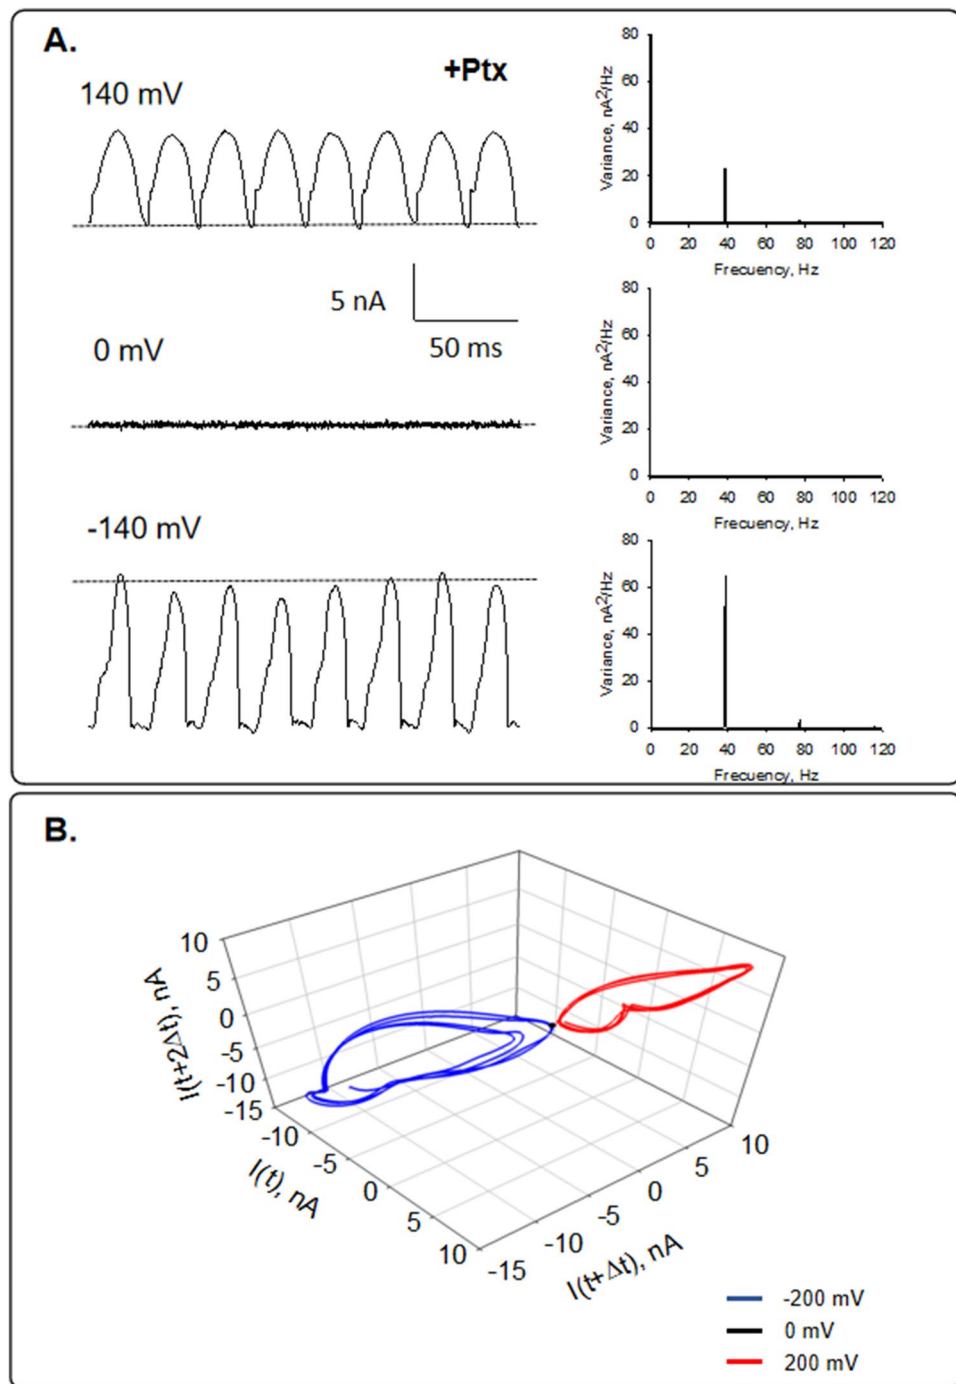 A.
+Ptx
140 mV
80
60
40
20
0
Variance, nA2/Hz
0 20 40 60 80 100 120
Frecuency, Hz
5 nA
50 ms
0 mV
80
60
40
20
0
Variance, nA2/Hz
0 20 40 60 80 100 120
Frecuency, Hz
-140 mV
80
60
40
20
0
Variance, nA2/Hz
0 20 40 60 80 100 120
Frecuency, Hz
B.
10
5
0
-5
-10
-15
I(t+2Δt), nA
-10
-5
0
5
10
I(t), nA
-15
-10
-5
0
5
10
I(t+Δt), nA
-200 mV
0 mV
200 mV